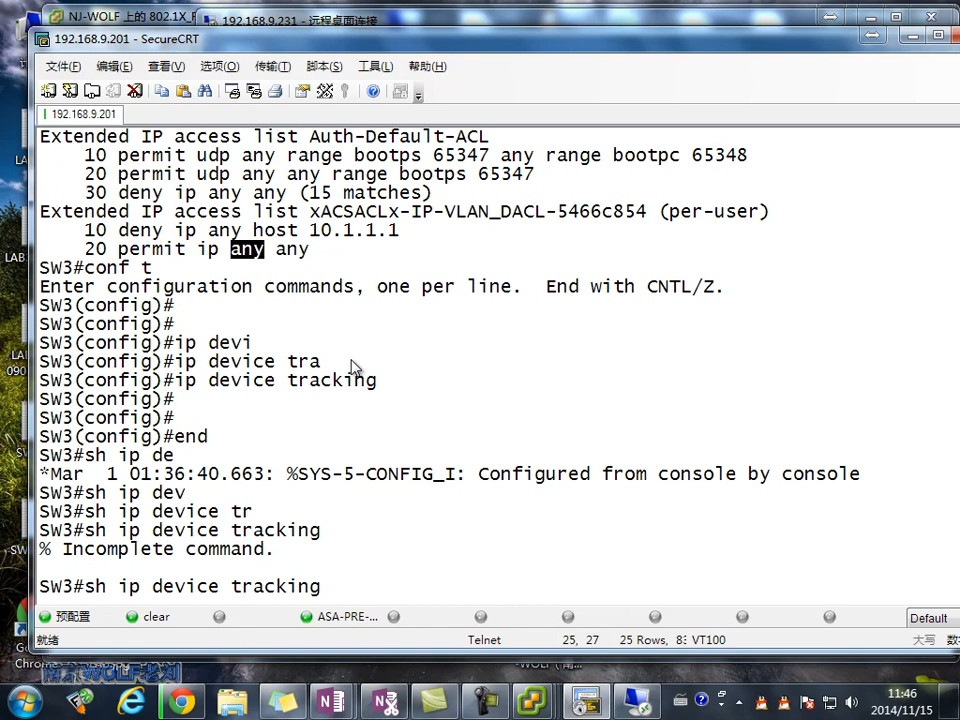 NJ-WOLF 上的 802.1X_
192.168.9.231 - 远程桌面连接
192.168.9.201 - SecureCRT
文件(F) 编辑(E) 查看(V) 选项(O) 传输(T) 脚本(S) 工具(L) 帮助(H)
192.168.9.201
Extended IP access list Auth-Default-ACL
10 permit udp any range bootps 65347 any range bootpc 65348
20 permit udp any any range bootps 65347
30 deny ip any any (15 matches)
Extended IP access list xACSACLx-IP-VLAN_DACL-5466c854 (per-user)
10 deny ip any host 10.1.1.1
20 permit ip any any
SW3#conf t
Enter configuration commands, one per line.  End with CNTL/Z.
SW3(config)#
SW3(config)#
SW3(config)#ip devi
SW3(config)#ip device tra
SW3(config)#ip device tracking
SW3(config)#
SW3(config)#
SW3(config)#end
SW3#sh ip de
*Mar  1 01:36:40.663: %SYS-5-CONFIG_I: Configured from console by console
SW3#sh ip dev
SW3#sh ip device tr
SW3#sh ip device tracking
% Incomplete command.
SW3#sh ip device tracking
预配置 clear ASA-PRE-... Default
就绪 Telnet 25, 27 25 Rows, 83 VT100 大写
Chrome
11:46
2014/11/15